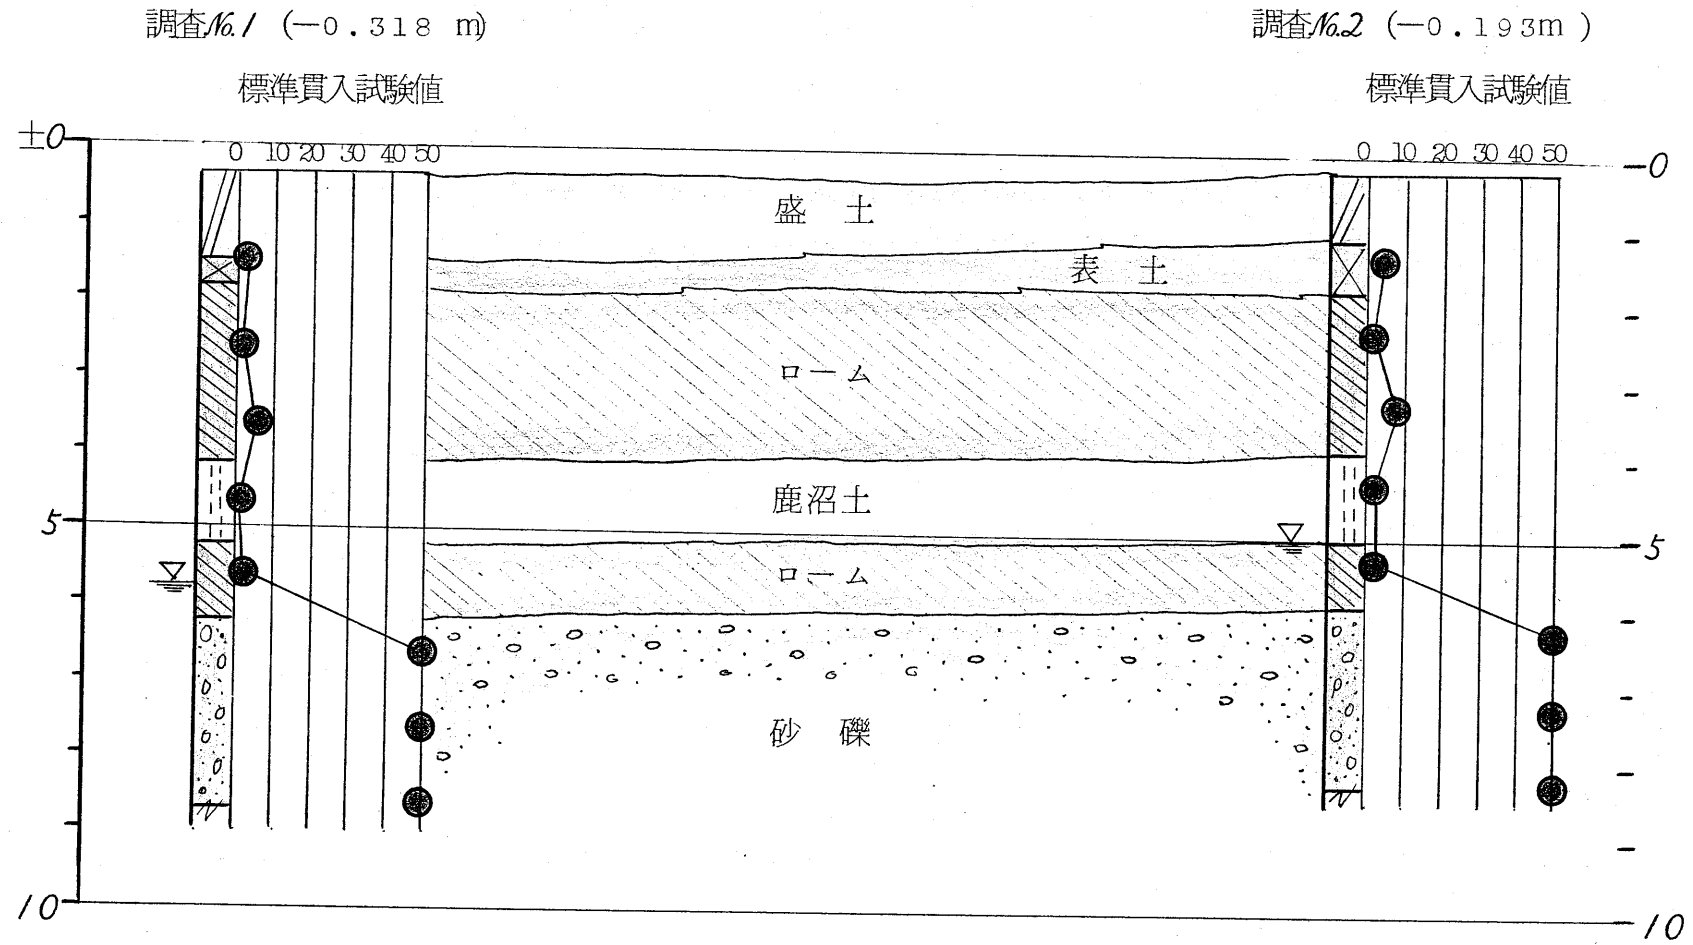 調査No.1 (-0.318 m)
調査No.2 (-0.193m )
標準貫入試験値
標準貫入試験値
±0
0 10 20 30 40 50
0 10 20 30 40 50
0
盛 土
表 土
ローム
鹿沼土
5
5
ローム
砂 礫
10
10